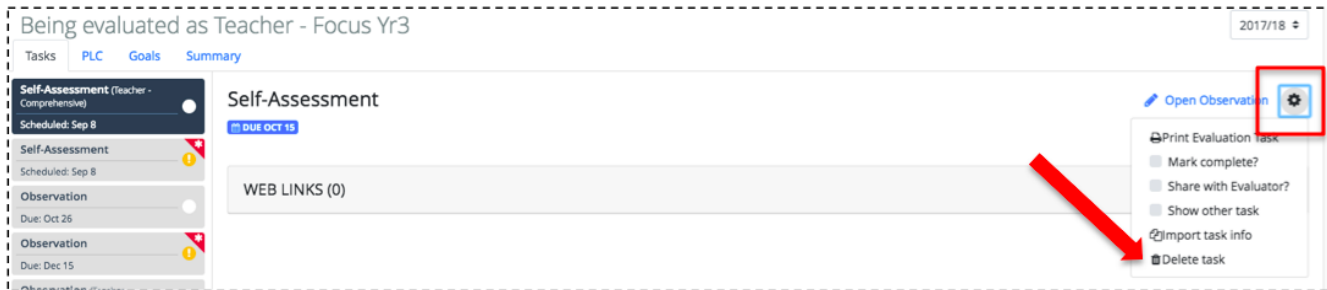 Being evaluated as Teacher - Focus Yr3
2017/18
Tasks PLC Goals Summary
Self-Assessment (Teacher -
Comprehensive)
Scheduled: Sep 8
Self-Assessment
Scheduled: Sep 8
Observation
Due: Oct 26
Observation
Due: Dec 15
Observation
Self-Assessment
DUE OCT 15
WEB LINKS (0)
Open Observation
Print Evaluation Task
Mark complete?
Share with Evaluator?
Show other task
Import task info
Delete task